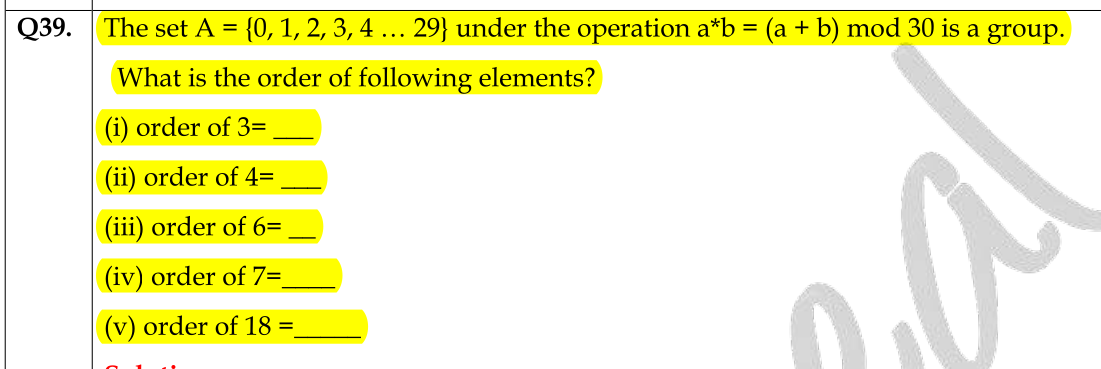 Q39. The set A = {0, 1, 2, 3, 4 … 29} under the operation a*b = (a + b) mod 30 is a group.
What is the order of following elements?
(i) order of 3= ___
(ii) order of 4= ___
(iii) order of 6= __
(iv) order of 7=____
(v) order of 18 =_____